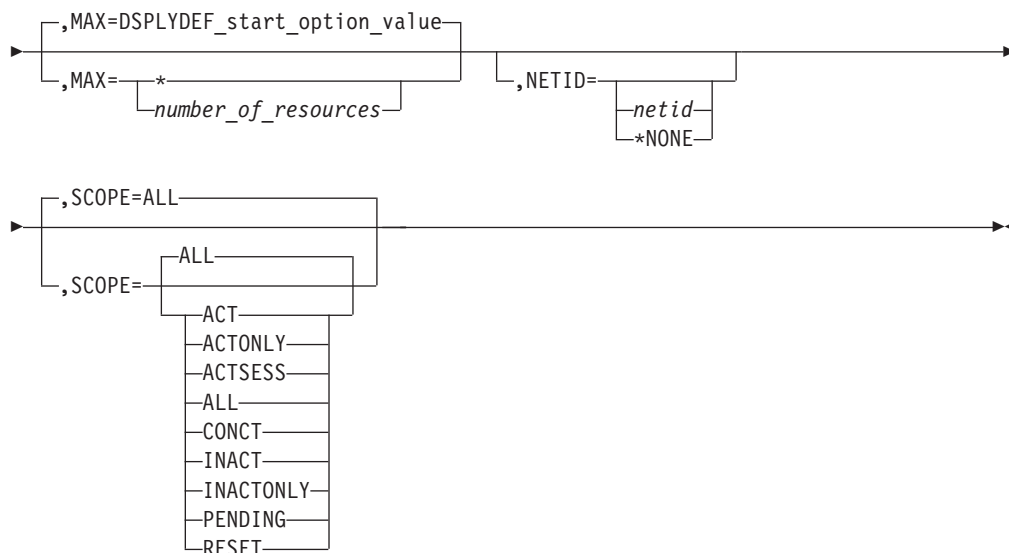 ,MAX=DSPLYDEF_start_option_value
,MAX= *
number_of_resources
,NETID=
netid
*NONE
,SCOPE=ALL
,SCOPE=
ALL
ACT
ACTONLY
ACTSESS
ALL
CONCT
INACT
INACTONLY
PENDING
RESET